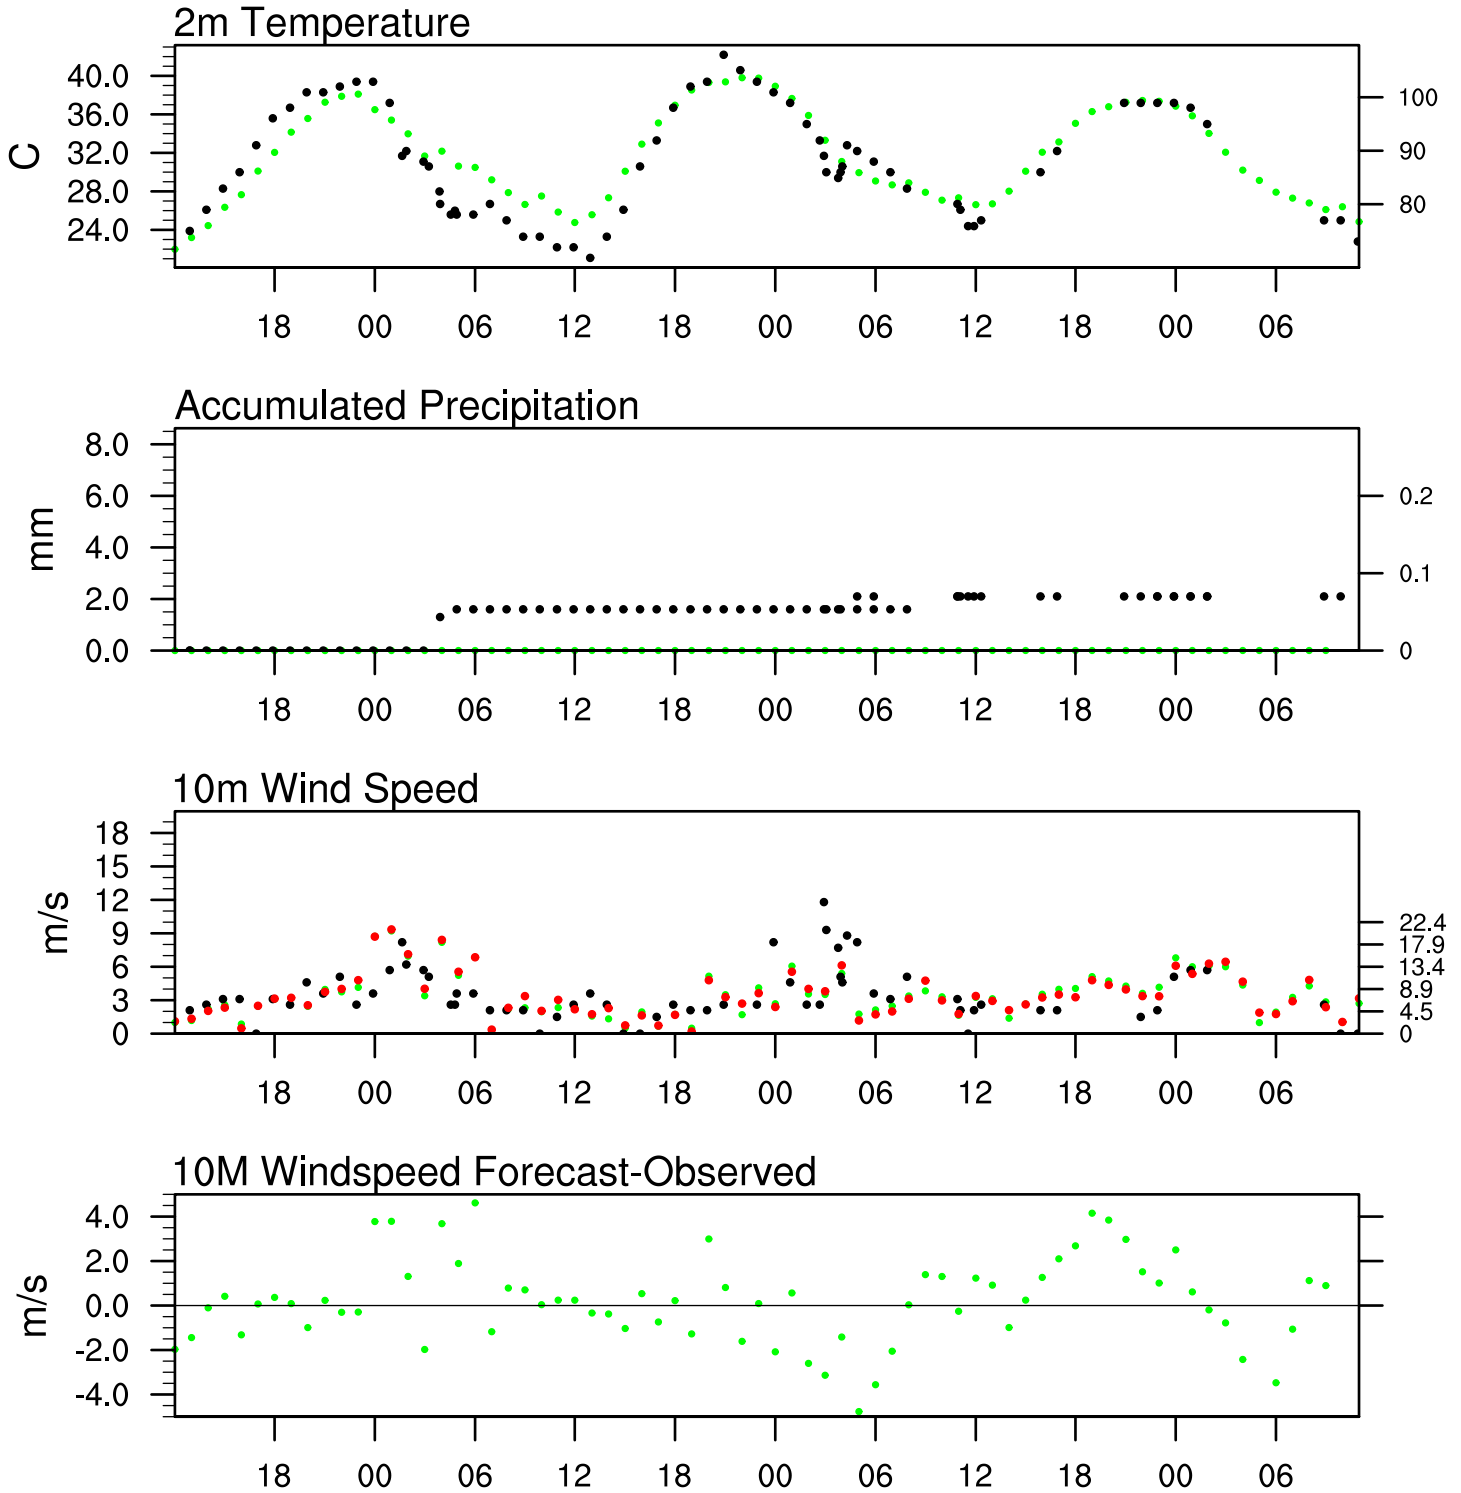 2m Temperature
40.0
36.0
32.0
28.0
24.0
C
100
90
80
18 00 06 12 18 00 06 12 18 00 06
Accumulated Precipitation
8.0
6.0
4.0
2.0
0.0
mm
0.2
0.1
0
18 00 06 12 18 00 06 12 18 00 06
10m Wind Speed
18
15
12
9
6
3
0
m/s
22.4
17.9
13.4
8.9
4.5
0
18 00 06 12 18 00 06 12 18 00 06
10M Windspeed Forecast-Observed
4.0
2.0
0.0
-2.0
-4.0
m/s
18 00 06 12 18 00 06 12 18 00 06